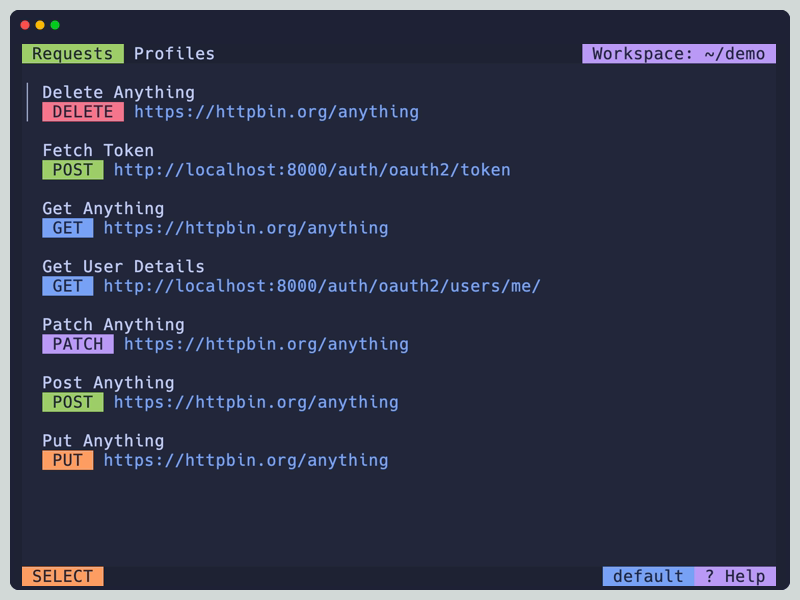 Requests Profiles Workspace: ~/demo
Delete Anything
DELETE https://httpbin.org/anything
Fetch Token
POST http://localhost:8000/auth/oauth2/token
Get Anything
GET https://httpbin.org/anything
Get User Details
GET http://localhost:8000/auth/oauth2/users/me/
Patch Anything
PATCH https://httpbin.org/anything
Post Anything
POST https://httpbin.org/anything
Put Anything
PUT https://httpbin.org/anything
SELECT default ? Help